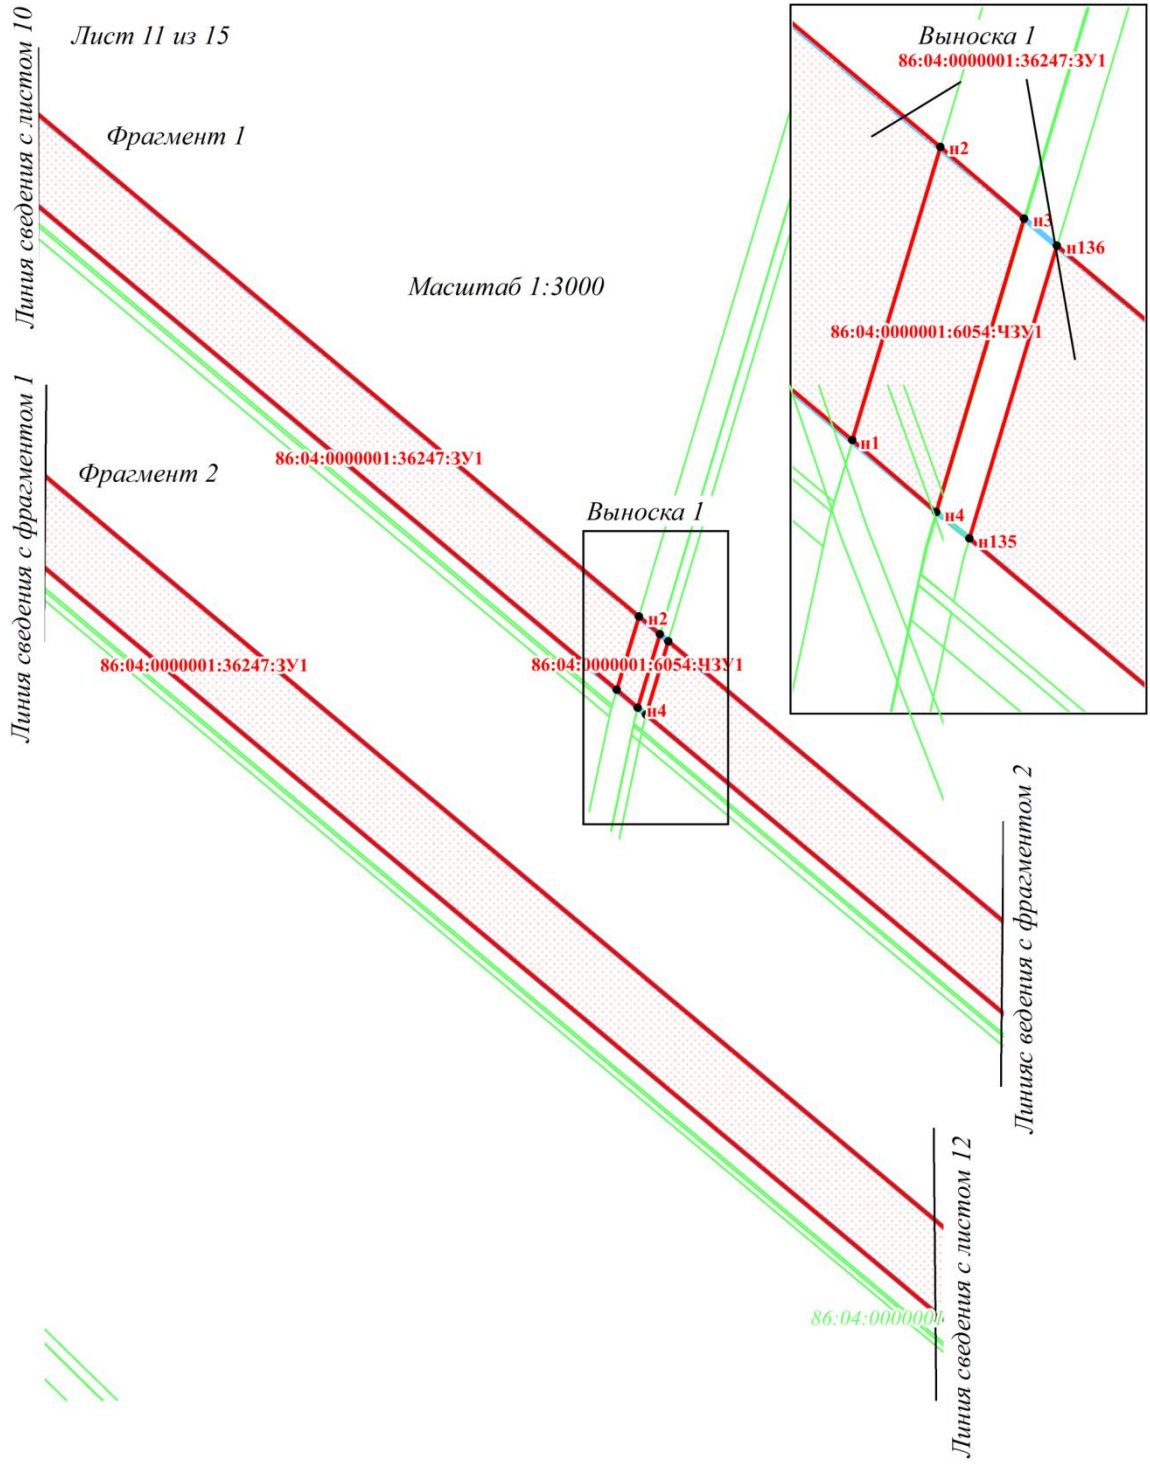 Лист 11 из 15
Линия сведения с листом 10
Фрагмент 1
Масштаб 1:3000
Выноска 1
86:04:0000001:36247:ЗУ1
н2
н3
н136
86:04:0000001:6054:ЧЗУ1
н1
н4
н135
Линия сведения с фрагментом 1
Фрагмент 2
86:04:0000001:36247:ЗУ1
Выноска 1
н2
86:04:0000001:6054:ЧЗУ1
н4
86:04:0000001:36247:ЗУ1
Линияс ведения с фрагментом 2
Линия сведения с листом 12
86:04:0000001